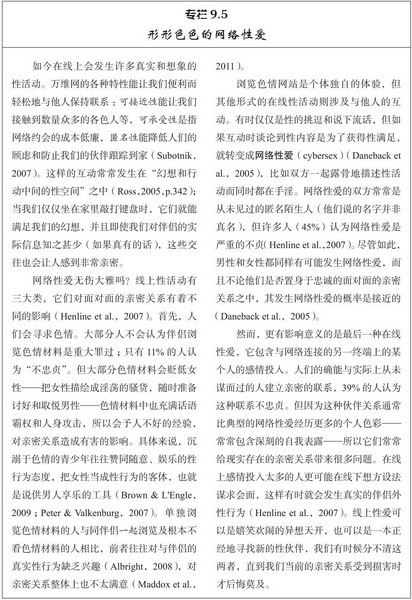 专栏 9.5
形形色色的网络性爱
如今在线上会发生许多真实和想象的
性活动。万维网的各种特性能让我们便利而
轻松地与他人保持联系：可接近性能让我们
接触到数量众多的各色人等，可承受性是指
网络约会的成本低廉，匿名性能降低人们的
顾虑和防止我们的伙伴跟踪到家（Subotnik，
2007）。这样的互动常常发生在“幻想和行
动中间的性空间”之中（Ross,2005,p.342）；
当我们仅仅坐在家里敲打键盘时，它们就能
满足我们的幻想，并且即使我们对伴侣的实
际信息知之甚少（如果真有的话），这些交
往也会让人感到非常亲密。
网络性爱无伤大雅吗？线上性活动有
三大类，它们对面对面的亲密关系有着不
同的影响（Henline et al., 2007）。首先，人
们会寻求色情。大部分人不会认为伴侣浏
览色情材料是重大罪过；只有 11% 的人认
为“不忠贞”。但大部分色情材料会贬低女
性——把女性描绘成淫荡的骚货，随时准备
讨好和取悦男性——色情材料中也充满话语
霸权和人身攻击，所以会予人不好的经验，
对亲密关系造成有害的影响。具体来说，沉
溺于色情的青少年往往赞同随意、娱乐的性
行为态度，把女性当成性行为的客体，也就
是说供男人享乐的工具（Brown & L'Engle，
2009；Peter & Valkenburg，2007）。单独浏
览色情材料的人与同伴侣一起浏览及根本不
看色情材料的人相比，前者往往对与伴侣的
真实性行为缺乏兴趣（Albright，2008），对
亲密关系整体上也不太满意（Maddox et al.,
2011）。
浏览色情网站是个体独自的体验，但
其他形式的在线性活动则涉及与他人的互
动。有时仅仅是性的挑逗和说下流话，但如
果互动时谈论到性内容是为了获得性满足，
就转变成网络性爱（cybersex）（Daneback et
al., 2005），比如双方一起露骨地描述性活
动而同时都在手淫。网络性爱的双方常常是
从未见过的匿名陌生人（他们说的名字并非
真名），但许多人（45%）认为网络性爱是
严重的不贞（Henline et al.,2007）。尽管如此，
男性和女性都同样有可能发生网络性爱，而
且不论他们是否置身于忠诚的面对面的亲密
关系之中，其发生网络性爱的概率是接近的
（Daneback et al., 2005）。
然而，更有影响意义的是最后一种在线
性爱，它包含与网络连接的另一终端上的某
个人的感情投入。人们的确能与实际上从未
谋面过的人建立亲密的联系，39% 的人认为
这种联系不忠贞。但因为这种伙伴关系通常
比典型的网络性爱经历更多的个人色彩——
常常包含深刻的自我表露——所以它们常常
给现实存在的亲密关系带来很多问题。在线
上感情投入太多的人更可能在线下想方设法
谋求会面，这样有时就会发生真实的伴侣外
性行为（Henline et al., 2007）。线上性爱可
以是嬉笑欢闹的异想天开，也可以是一本正
经地寻找新的性伙伴，我们有时候分不清这
两者，直到我们当前的亲密关系受到损害时
才后悔莫及。